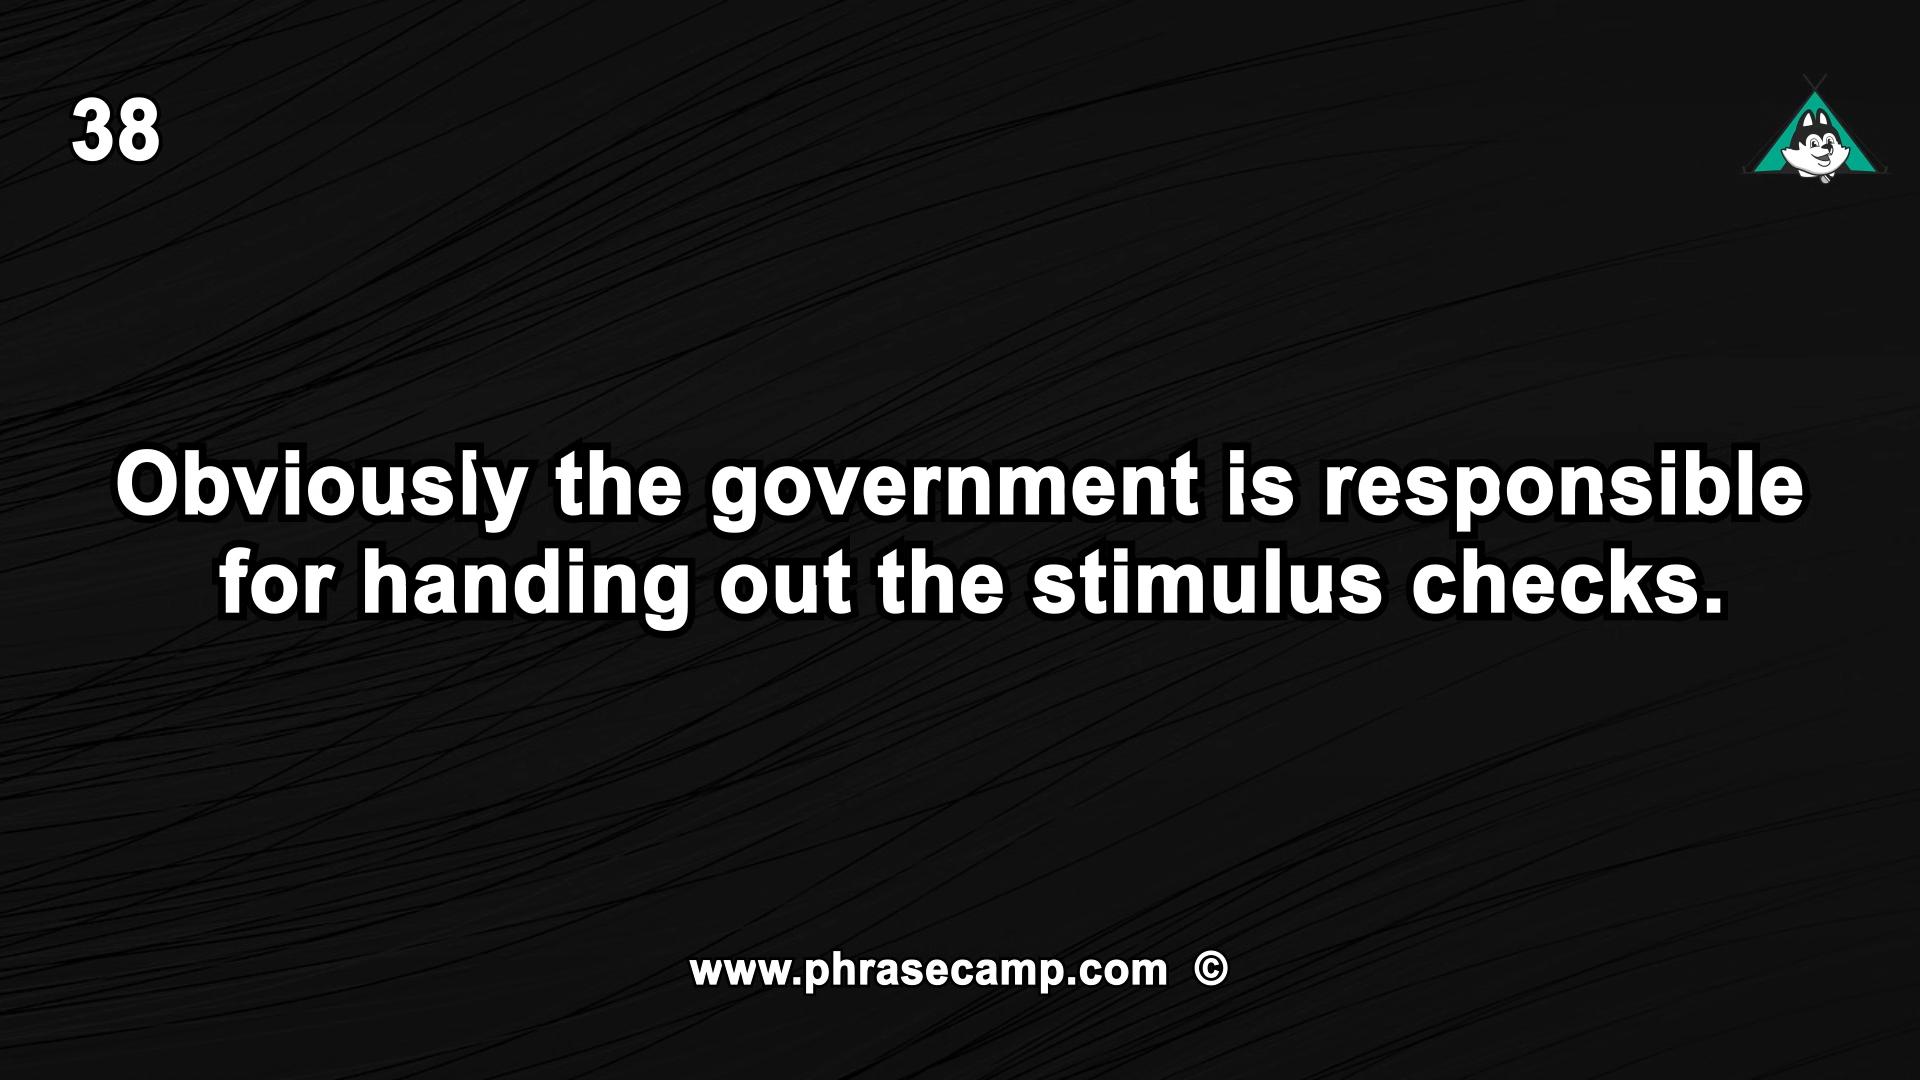 38
Obviously the government is responsible
for handing out the stimulus checks.
www.phrasecamp.com ©